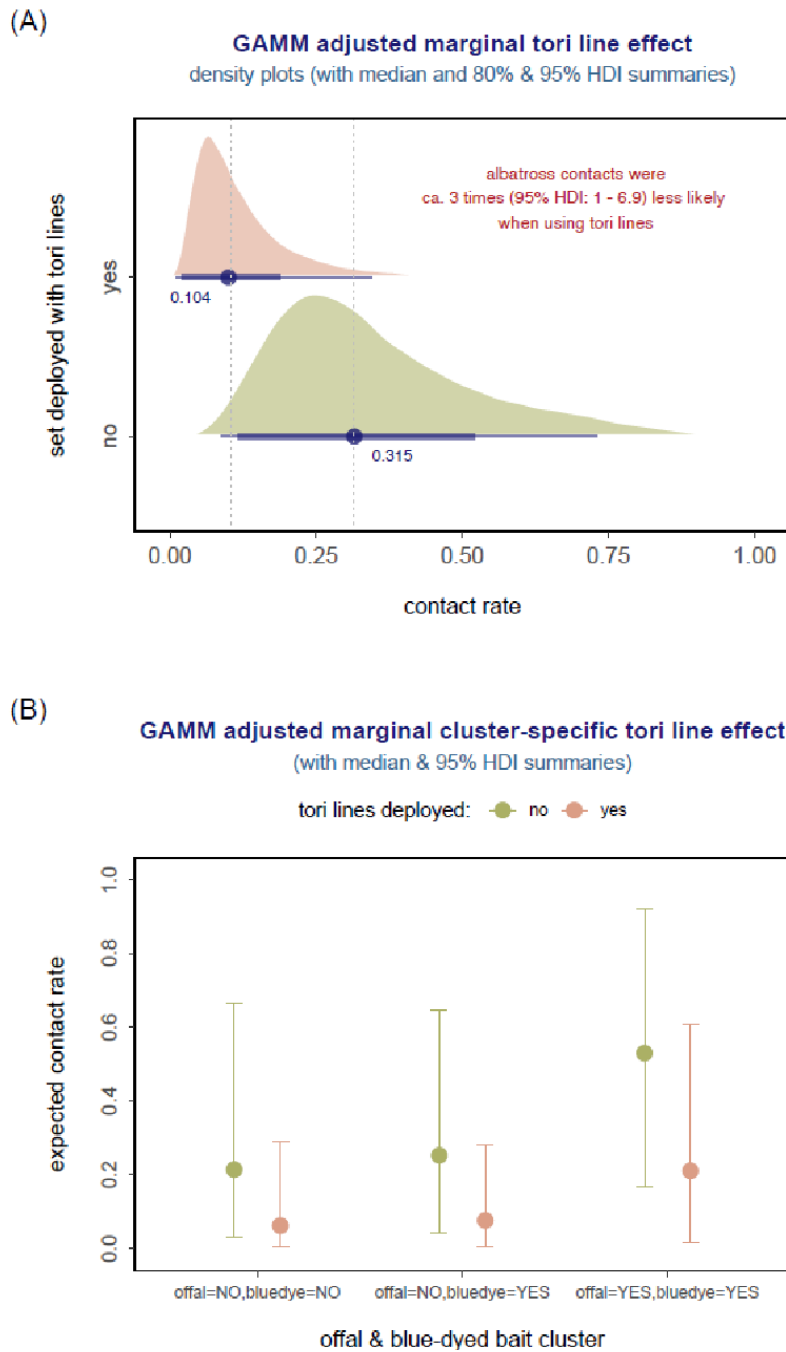 (A)
GAMM adjusted marginal tori line effect
density plots (with median and 80% & 95% HDI summaries)
albatross contacts were
ca. 3 times (95% HDI: 1 - 6.9) less likely
when using tori lines
set deployed with tori lines
yes
no
0.104
0.315
0.00 0.25 0.50 0.75 1.00
contact rate
(B)
GAMM adjusted marginal cluster-specific tori line effect
(with median & 95% HDI summaries)
tori lines deployed: no yes
expected contact rate
1.0
0.8
0.6
0.4
0.2
0.0
offal=NO,bluedye=NO offal=NO,bluedye=YES offal=YES,bluedye=YES
offal & blue-dyed bait cluster